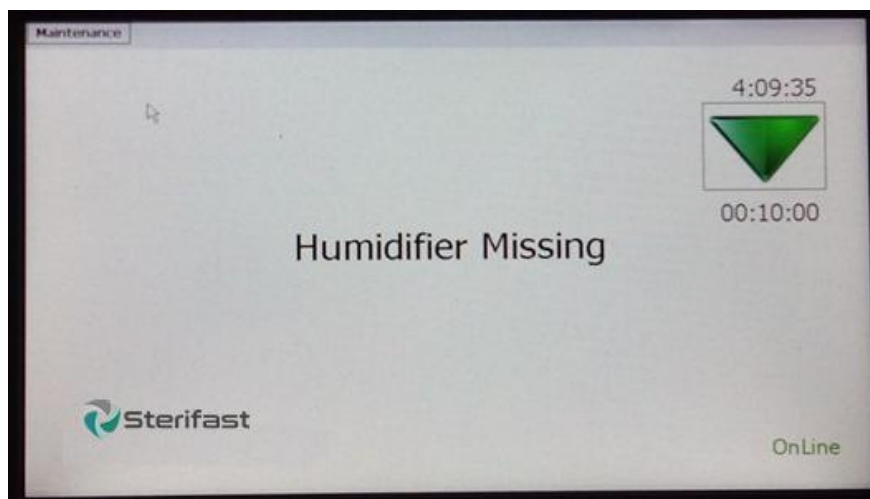 Maintenance
4:09:35
00:10:00
Humidifier Missing
Sterifast
OnLine